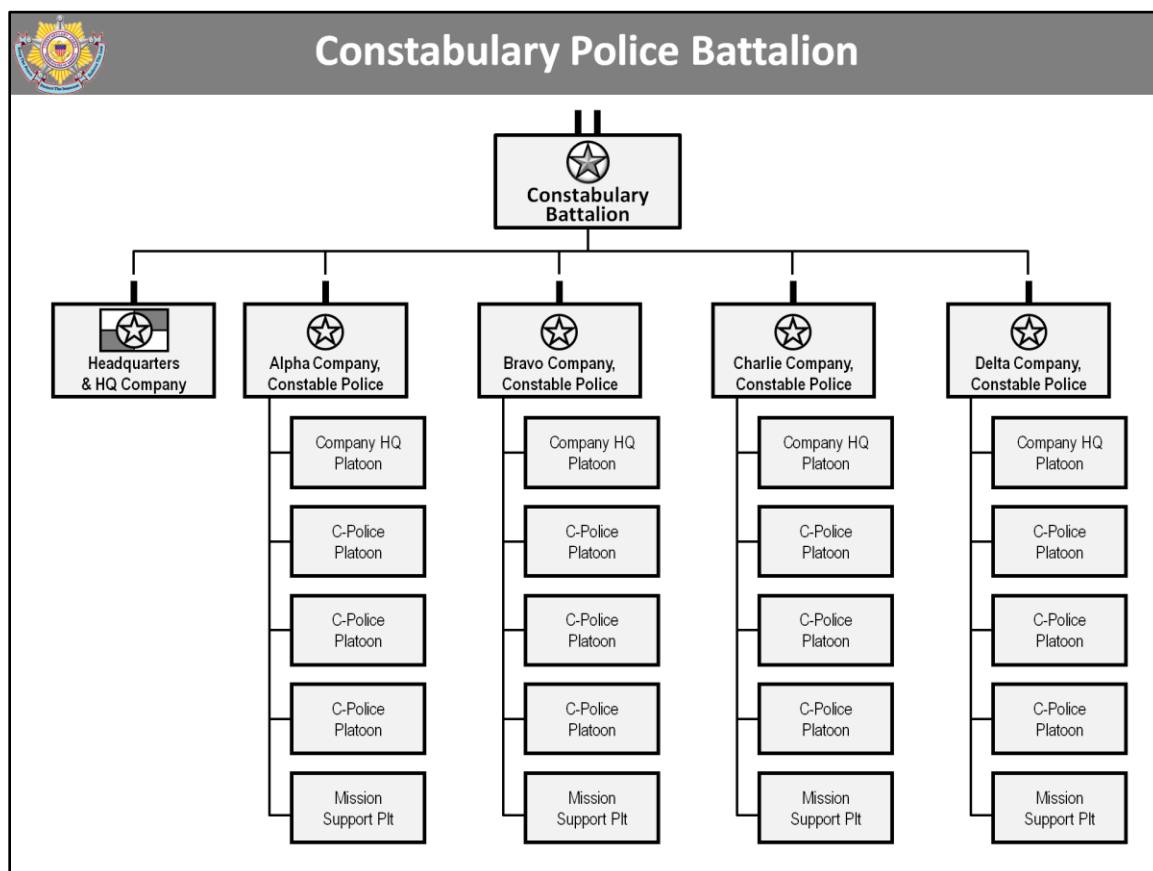 Constabulary Police Battalion
Constabulary
Battalion
Headquarters
& HQ Company
Alpha Company,
Constable Police
Bravo Company,
Constable Police
Charlie Company,
Constable Police
Delta Company,
Constable Police
Company HQ
Platoon
C-Police
Platoon
C-Police
Platoon
C-Police
Platoon
Mission
Support Plt
Company HQ
Platoon
C-Police
Platoon
C-Police
Platoon
C-Police
Platoon
Mission
Support Plt
Company HQ
Platoon
C-Police
Platoon
C-Police
Platoon
C-Police
Platoon
Mission
Support Plt
Company HQ
Platoon
C-Police
Platoon
C-Police
Platoon
C-Police
Platoon
Mission
Support Plt